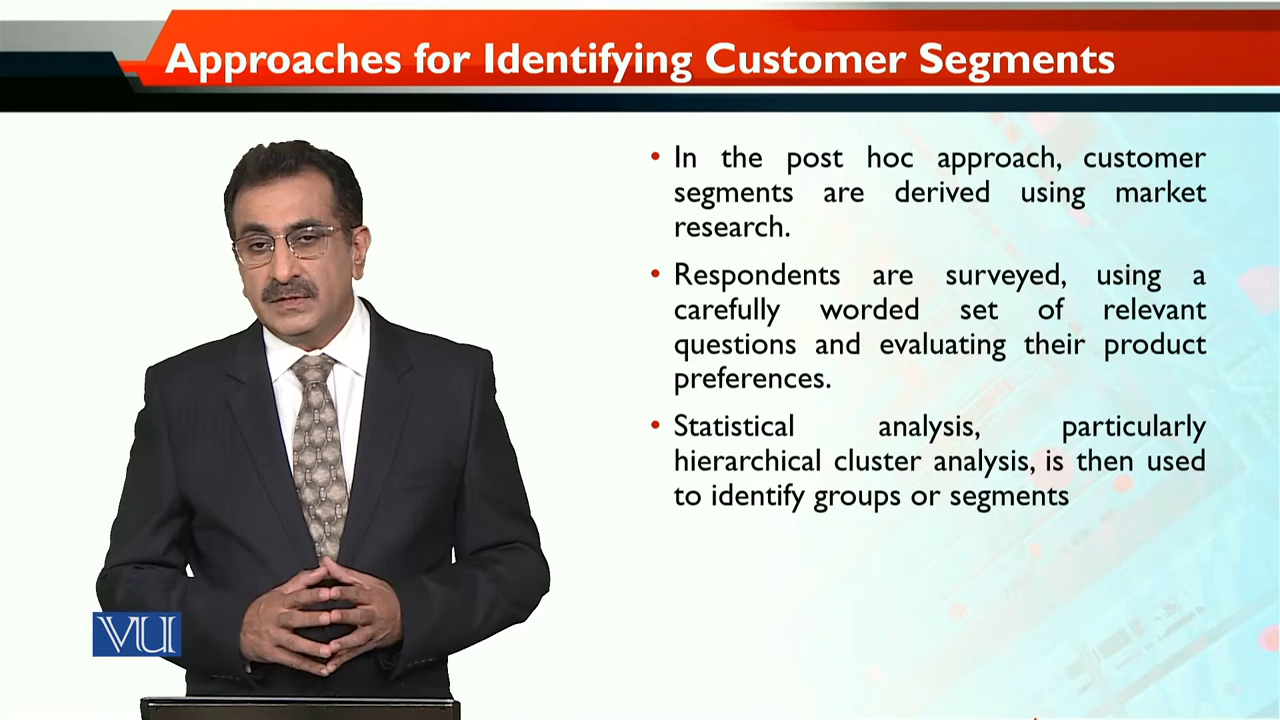 Approaches for Identifying Customer Segments
• In the post hoc approach, customer
segments are derived using market
research.
• Respondents are surveyed, using a
carefully worded set of relevant
questions and evaluating their product
preferences.
• Statistical analysis, particularly
hierarchical cluster analysis, is then used
to identify groups or segments
VU